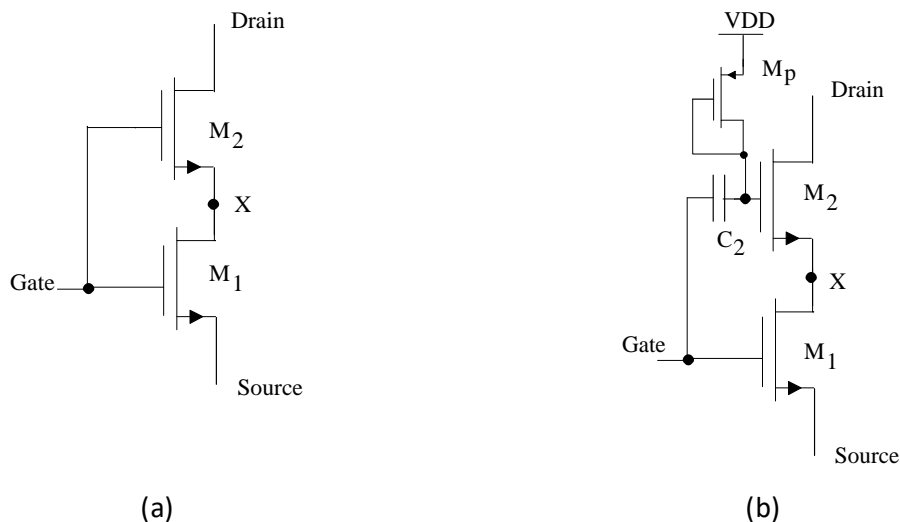 Drain
M2
X
M1
Gate
Source
(a)
VDD
Mp
Drain
M2
C2
X
Gate
M1
Source
(b)